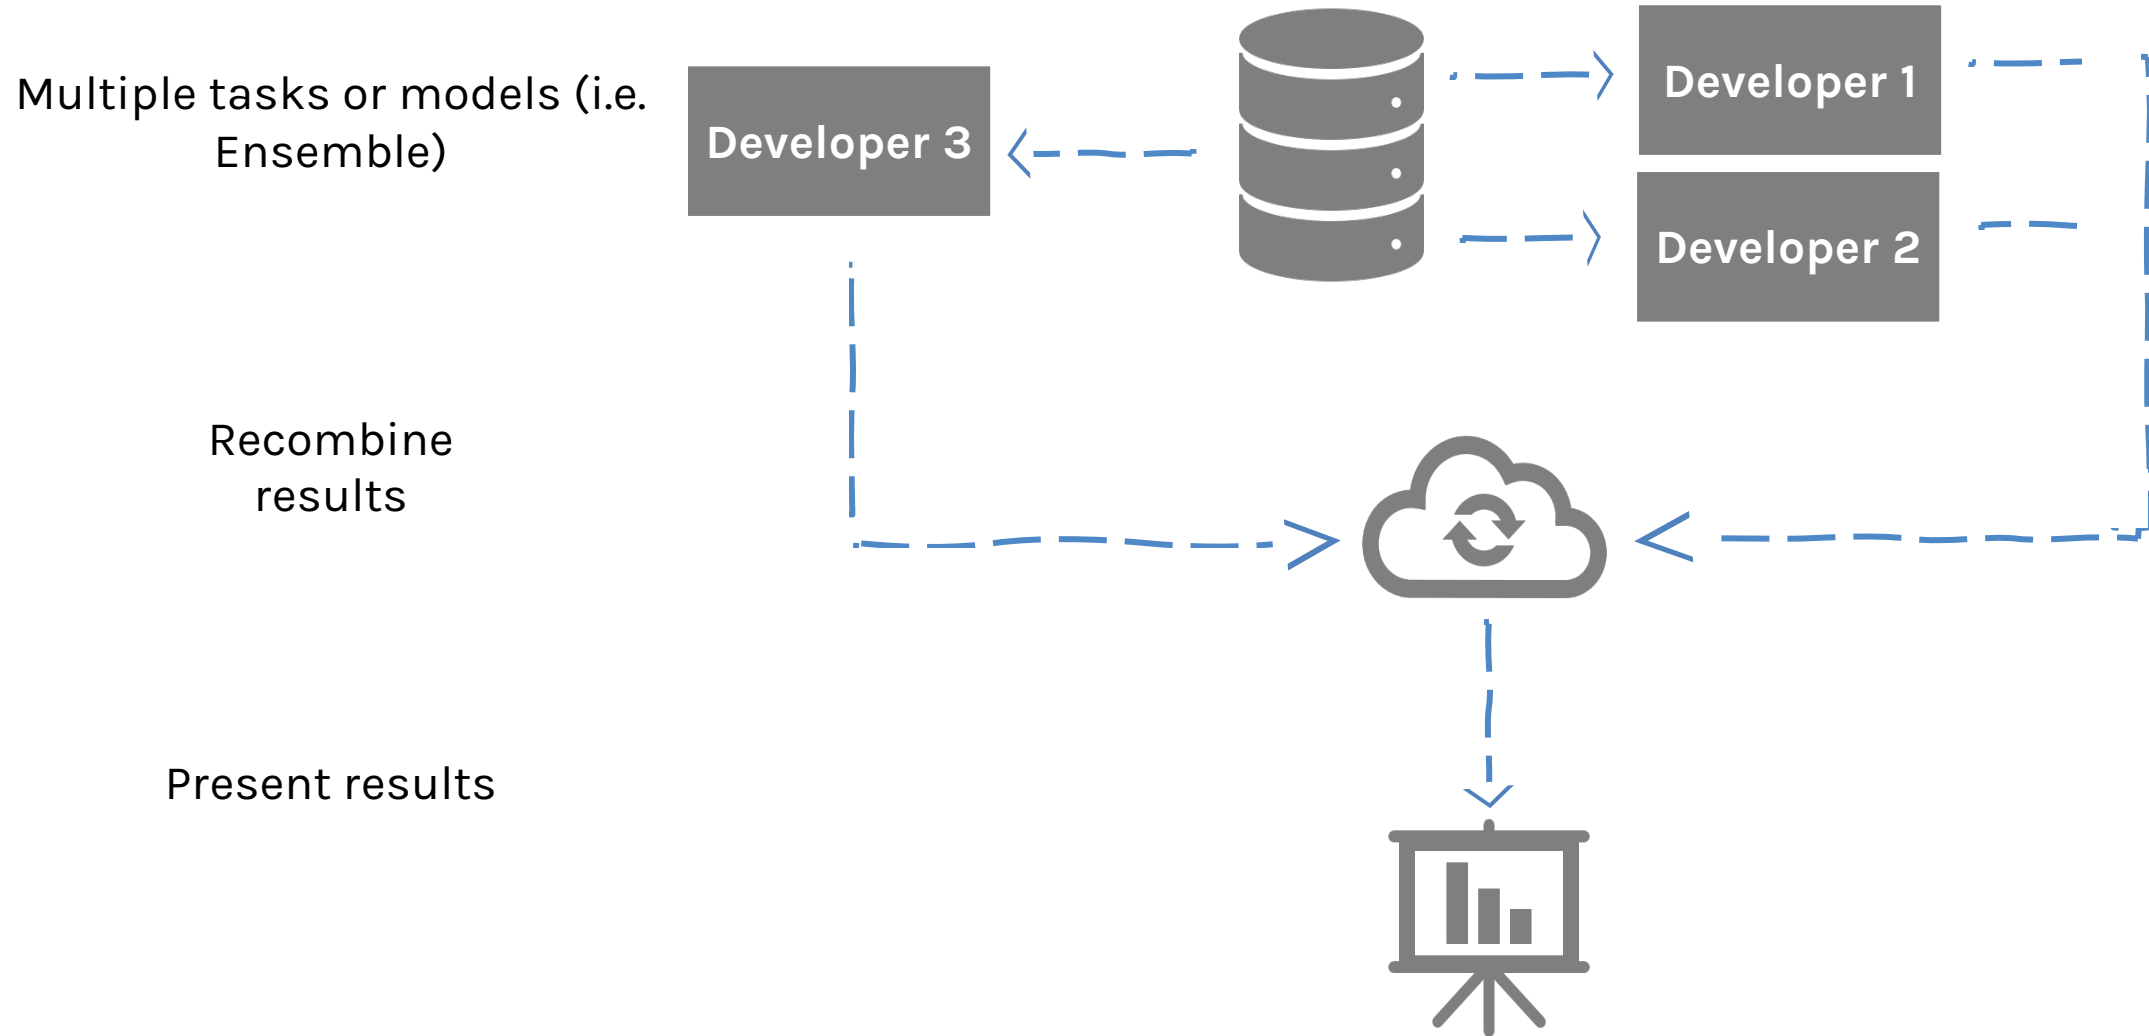 Multiple tasks or models (i.e.
Ensemble)
Developer 3
Developer 1
Developer 2
Recombine
results
Present results